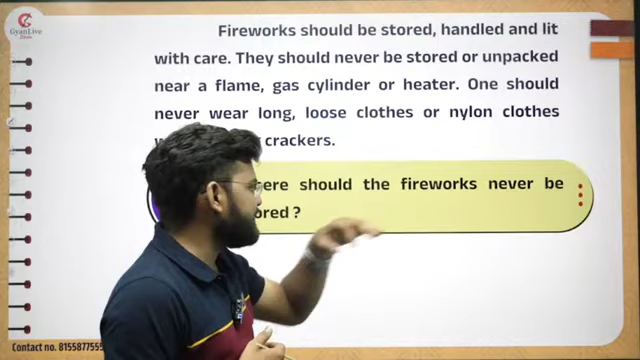 GyanLive
Fireworks should be stored, handled and lit
with care. They should never be stored or unpacked
near a flame, gas cylinder or heater. One should
never wear long, loose clothes or nylon clothes
crackers.
should the fireworks never be
?
Contact no. 8155877555